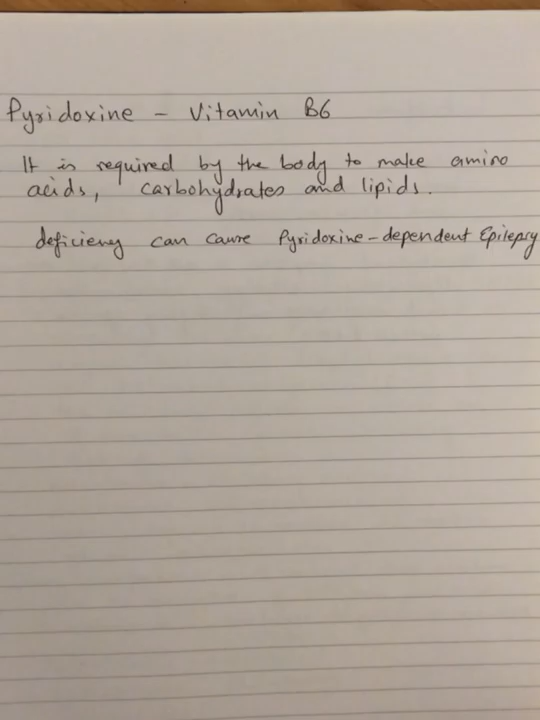 Pyridoxine - Vitamin B6
It is required by the body to make amino
acids, carbohydrates and lipids.
deficiency can cause Pyridoxine-dependent Epilepsy